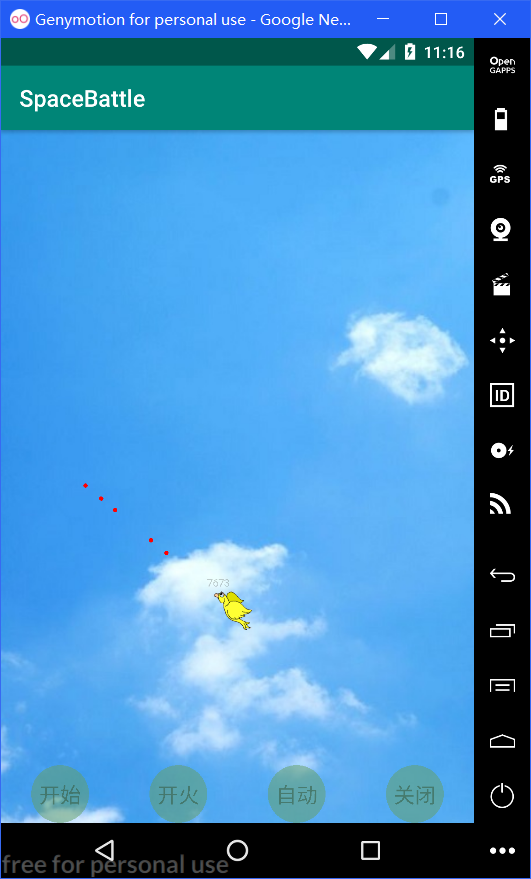 Genymotion for personal use - Google Ne...
11:16
Open
GAPPS
SpaceBattle
GPS
ID
7673
开始 开火 自动 关闭
free for personal use